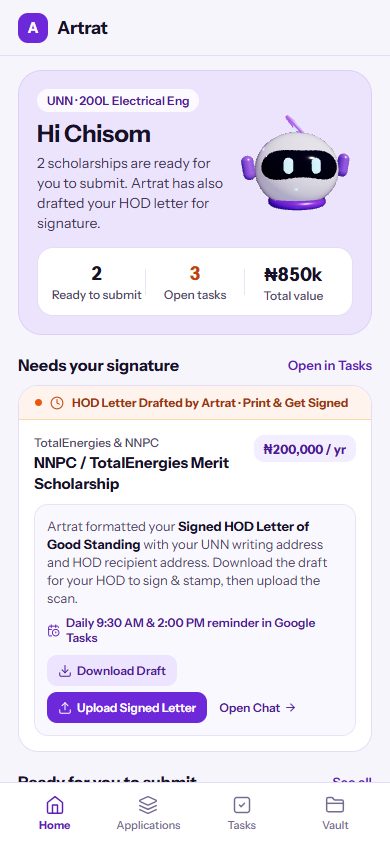 A Artrat
UNN · 200L Electrical Eng
Hi Chisom
2 scholarships are ready for
you to submit. Artrat has also
drafted your HOD letter for
signature.
2 3 ₦850k
Ready to submit Open tasks Total value
Needs your signature Open in Tasks
HOD Letter Drafted by Artrat · Print & Get Signed
TotalEnergies & NNPC ₦200,000 / yr
NNPC / TotalEnergies Merit
Scholarship
Artrat formatted your Signed HOD Letter of
Good Standing with your UNN writing address
and HOD recipient address. Download the draft
for your HOD to sign & stamp, then upload the
scan.
Daily 9:30 AM & 2:00 PM reminder in Google
Tasks
Download Draft
Upload Signed Letter Open Chat →
Ready for you to submit See all
Home Applications Tasks Vault